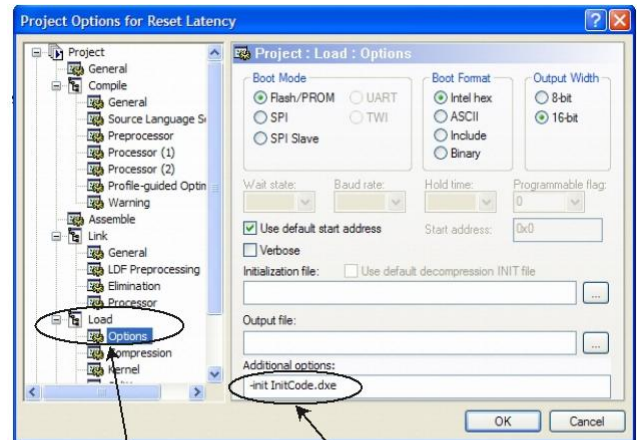 Project Options for Reset Latency
Project
General
Compile
General
Source Language
Preprocessor
Processor (1)
Processor (2)
Profile-guided Optin
Warning
Assemble
Link
General
LDF Preprocessing
Elimination
Processor
Load
Options
Compression
Kernel
Project : Load : Options
Boot Mode
Flash/PROM UART
SPI TWI
SPI Slave
Boot Format
Intel hex
ASCII
Include
Binary
Output Width
8-bit
16-bit
Wait state: Baud rate: Hold time: Programmable flag:
0
Use default start address Start address: 0x0
Verbose
Initialization file: Use default decompression INIT file
...
Output file:
...
Additional options:
-init InitCode.dxe
OK Cancel